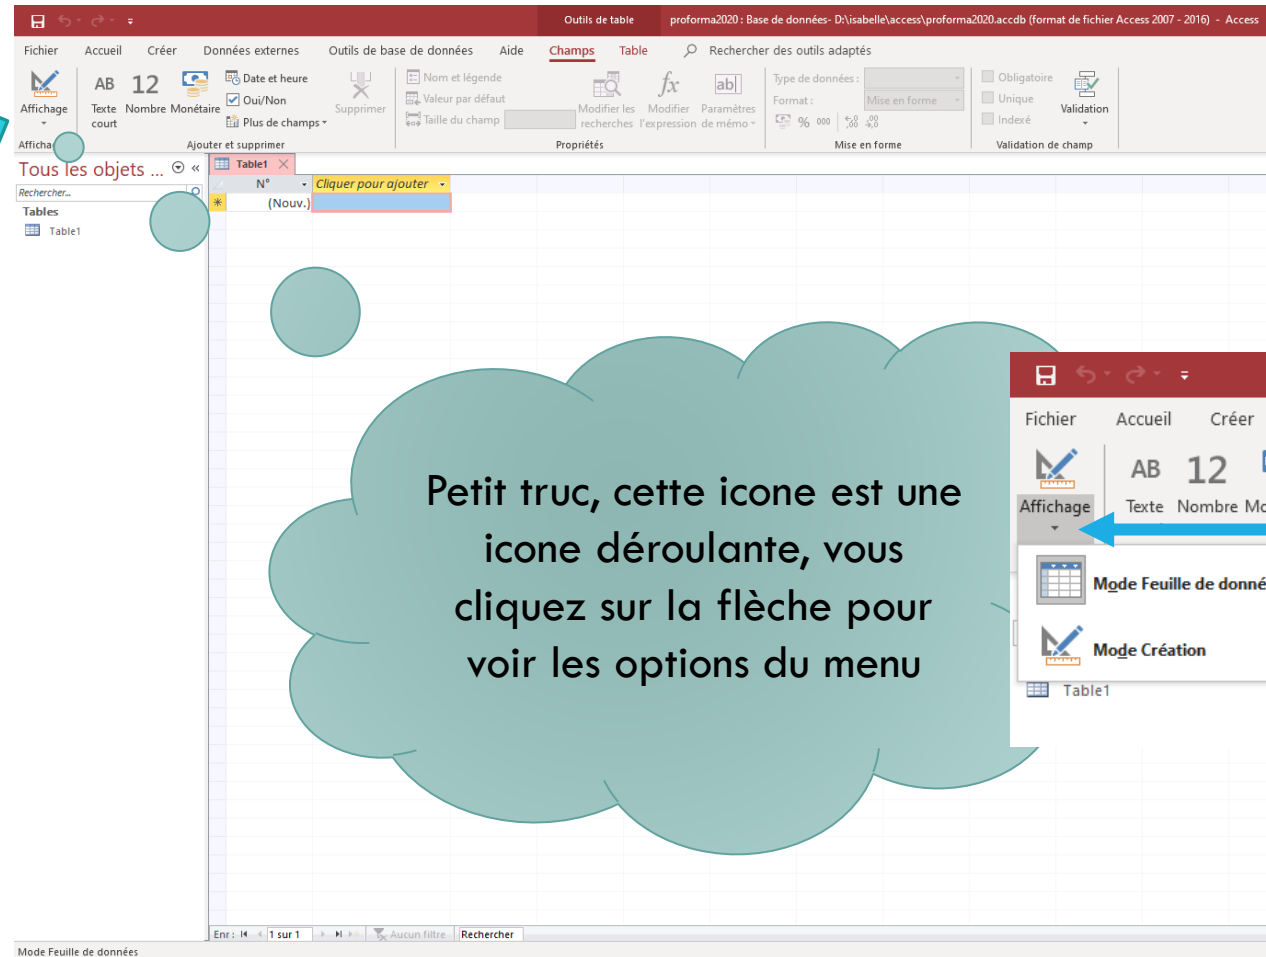 Outils de table proforma2020 : Base de données- D:\isabelle\access\proforma2020.accdb (format de fichier Access 2007 - 2016) - Access
Fichier Accueil Créer Données externes Outils de base de données Aide Champs Table Rechercher des outils adaptés
Affichage
AB
Texte
court
12
Nombre
Monétaire
Date et heure
Oui/Non
Plus de champs
Supprimer
Nom et légende
Valeur par défaut
Taille du champ
Modifier les
recherches
fx
Modifier
l'expression
ab|
Paramètres
de mémo
Type de données :
Format : Mise en forme
% 000 ,00 ,0
Obligatoire
Unique
Indexé
Validation
Ajouter et supprimer Propriétés Mise en forme Validation de champ
Tous les objets ... «
Rechercher...
Tables
Table1
Table1
N° Cliquer pour ajouter
(Nouv.)
Petit truc, cette icone est une
icone déroulante, vous
cliquez sur la flèche pour
voir les options du menu
Fichier Accueil Créer
AB 12
Affichage Texte Nombre
Mode Feuille de donné
Mode Création
Table1
Enr : 1 sur 1 Aucun filtre Rechercher
Mode Feuille de données